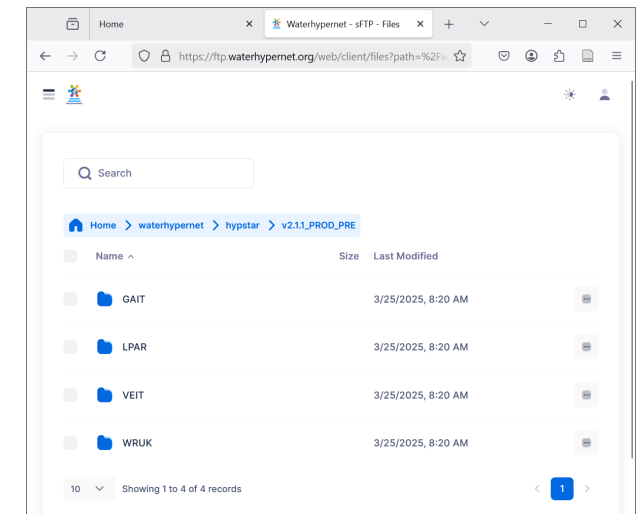 Home
Waterhypernet - sFTP - Files
https://ftp.waterhypernet.org/web/client/files?path=%2Fw
Search
Home
waterhypernet
hypstar
v2.1.1_PROD_PRE
Name
Size
Last Modified
GAIT
3/25/2025, 8:20 AM
LPAR
3/25/2025, 8:20 AM
VEIT
3/25/2025, 8:20 AM
WRUK
3/25/2025, 8:20 AM
10
Showing 1 to 4 of 4 records
1